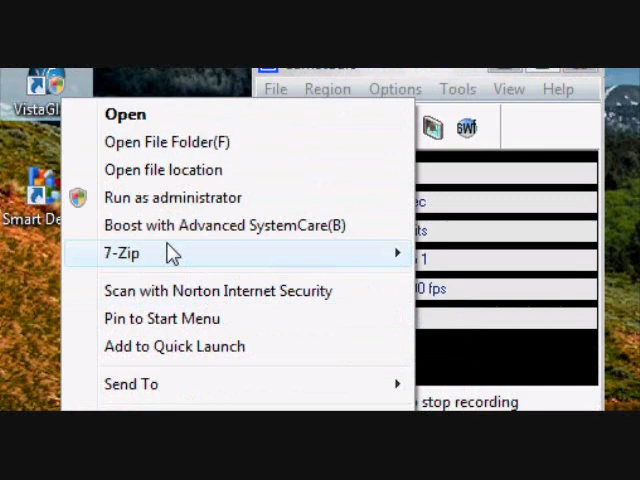 File Region Options Tools View Help
Open
Open File Folder(F)
Open file location
Run as administrator
Boost with Advanced SystemCare(B)
7-Zip
Scan with Norton Internet Security
Pin to Start Menu
Add to Quick Launch
Send To
VistaGl
Smart De
SWf
ec
its
1
0 fps
stop recording